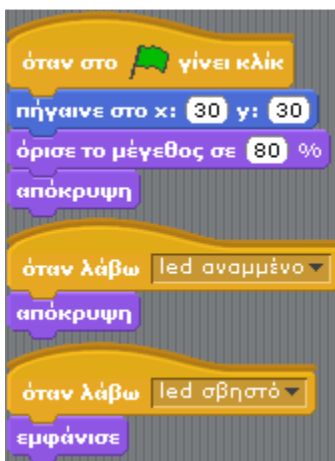 όταν στο γίνει κλίκ
πήγαινε στο x: 30 y: 30
όρισε το μέγεθος σε 80 %
απόκρυψη
όταν λάβω led αναμμένο
απόκρυψη
όταν λάβω led σβηστό
εμφάνισε